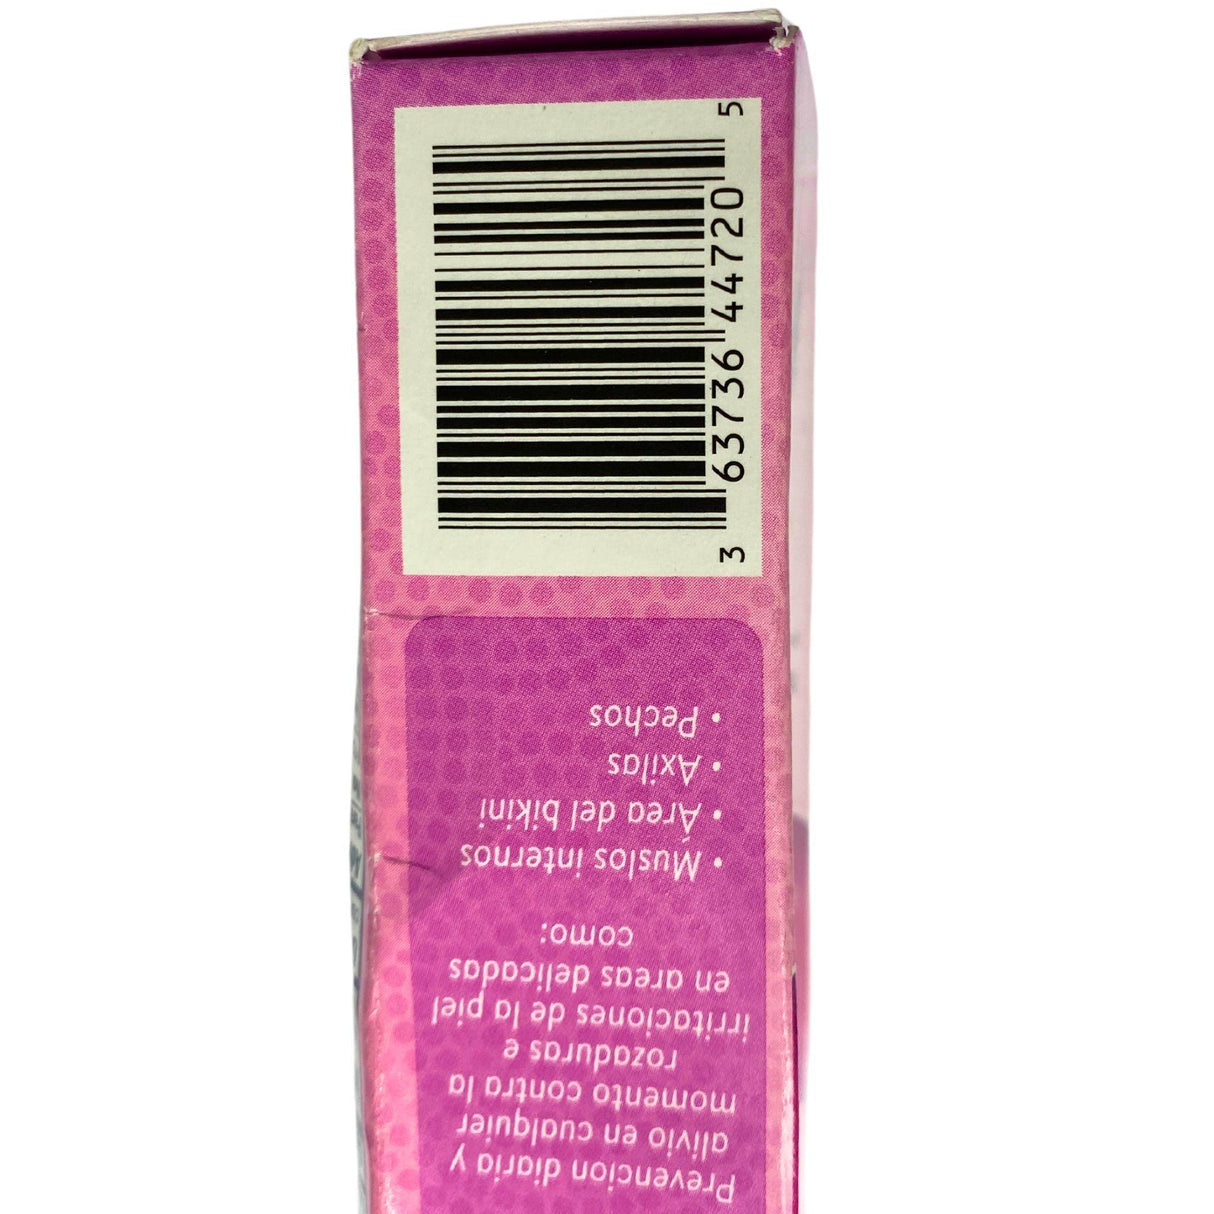 Prevencion diaria y
alivio en cualquier
momento contra la
rozaduras e
irritaciones de la piel
en areas delicadas
como:
• Muslos internos
• Área del bikini
• Axilas
• Pechos
3 63736 44720 5